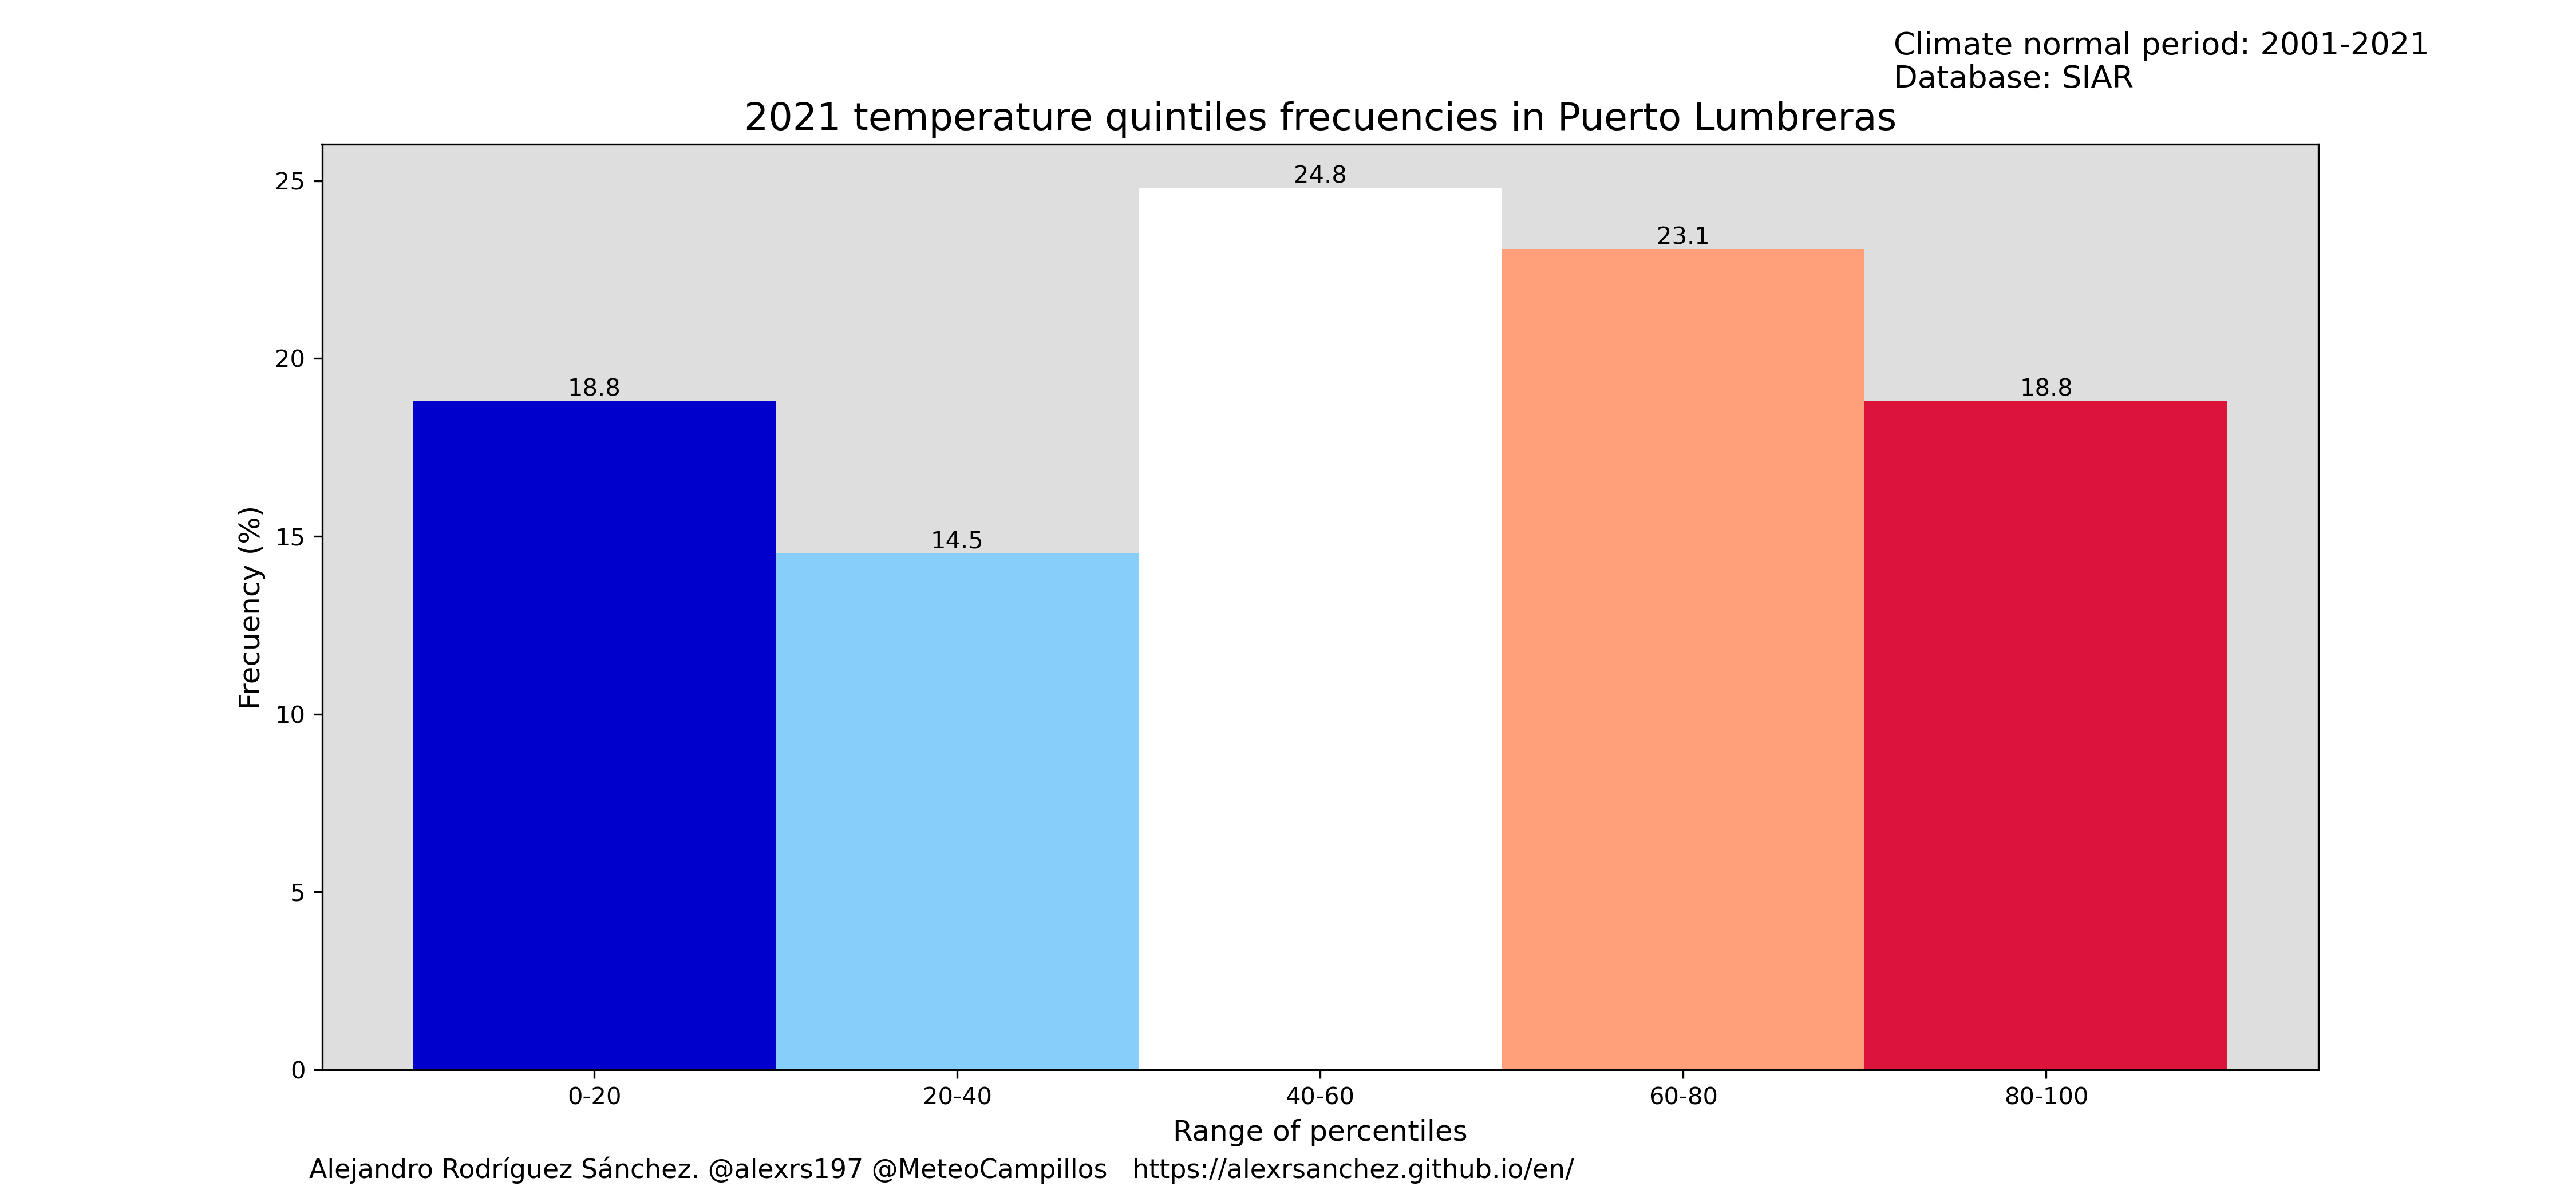 Climate normal period: 2001-2021
Database: SIAR
2021 temperature quintiles frecuencies in Puerto Lumbreras
25
20
15
10
5
0
Frecuency (%)
18.8
14.5
24.8
23.1
18.8
0-20
20-40
40-60
60-80
80-100
Range of percentiles
Alejandro Rodríguez Sánchez. @alexrs197 @MeteoCampillos   https://alexrsanchez.github.io/en/